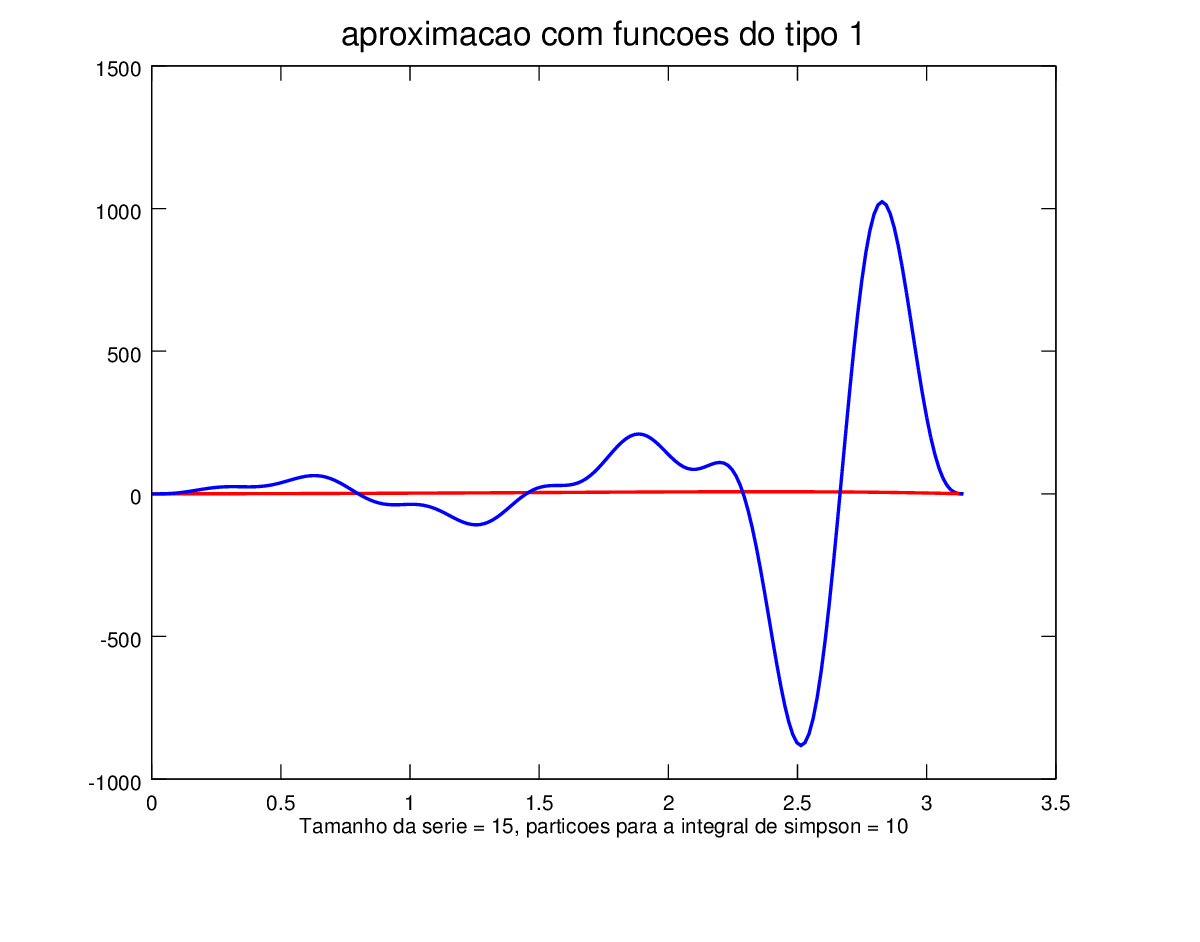 aproximacao com funcoes do tipo 1
1500
1000
500
0
-500
-1000
0 0.5 1 1.5 2 2.5 3 3.5
Tamanho da serie = 15, particoes para a integral de simpson = 10